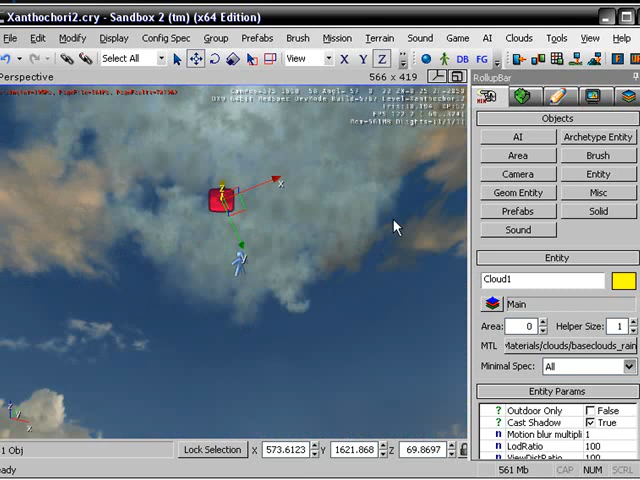 Xanthochori2.cry - Sandbox 2 (tm) (x64 Edition)
File Edit Modify Display Config Spec Group Prefabs Brush Mission Terrain Sound Game AI Clouds Tools View Help
Select All View X Y Z DB FG
Perspective 566 x 419
RollupBar
Objects
AI Archetype Entity
Area Brush
Camera Entity
Geom Entity Misc
Prefabs Solid
Sound
Entity
Cloud1
Main
Area: 0 Helper Size: 1
MTL Materials/clouds/baseclouds_rain
Minimal Spec: All
Entity Params
? Outdoor Only False
? Cast Shadow True
n Motion blur multipli 1
n LodRatio 100
n ViewDistRatio 100
z
x
y
z
y
x
1 Obj Lock Selection X 573.6123 Y 1621.868 Z 69.8697
eady 561 Mb CAP NUM SCRL